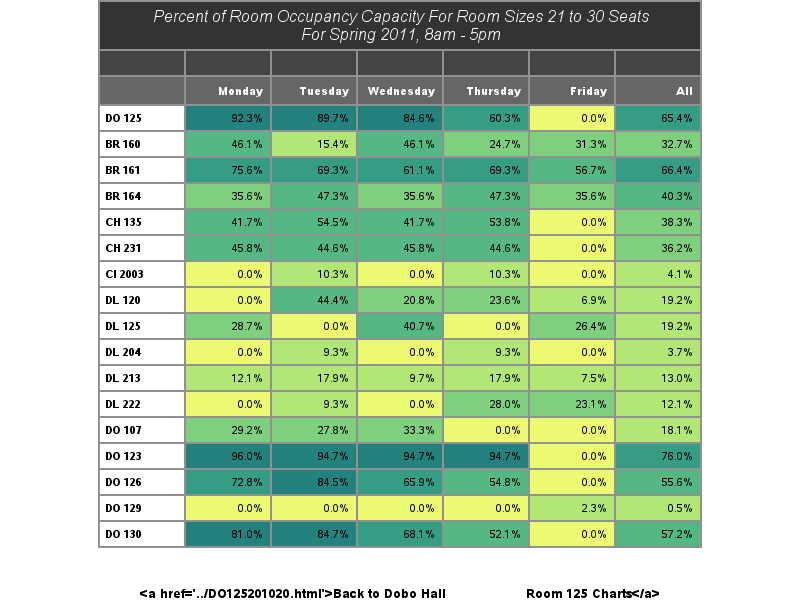 Percent of Room Occupancy Capacity For Room Sizes 21 to 30 Seats
For Spring 2011, 8am - 5pm
Monday Tuesday Wednesday Thursday Friday All
DO 125 92.3% 89.7% 84.6% 60.3% 0.0% 65.4%
BR 160 46.1% 15.4% 46.1% 24.7% 31.3% 32.7%
BR 161 75.6% 69.3% 61.1% 69.3% 56.7% 66.4%
BR 164 35.6% 47.3% 35.6% 47.3% 35.6% 40.3%
CH 135 41.7% 54.5% 41.7% 53.8% 0.0% 38.3%
CH 231 45.8% 44.6% 45.8% 44.6% 0.0% 36.2%
CI 2003 0.0% 10.3% 0.0% 10.3% 0.0% 4.1%
DL 120 0.0% 44.4% 20.8% 23.6% 6.9% 19.2%
DL 125 28.7% 0.0% 40.7% 0.0% 26.4% 19.2%
DL 204 0.0% 9.3% 0.0% 9.3% 0.0% 3.7%
DL 213 12.1% 17.9% 9.7% 17.9% 7.5% 13.0%
DL 222 0.0% 9.3% 0.0% 28.0% 23.1% 12.1%
DO 107 29.2% 27.8% 33.3% 0.0% 0.0% 18.1%
DO 123 96.0% 94.7% 94.7% 94.7% 0.0% 76.0%
DO 126 72.8% 84.5% 65.9% 54.8% 0.0% 55.6%
DO 129 0.0% 0.0% 0.0% 0.0% 2.3% 0.5%
DO 130 81.0% 84.7% 68.1% 52.1% 0.0% 57.2%
<a href='../DO125201020.html'>Back to Dobo Hall Room 125 Charts</a>